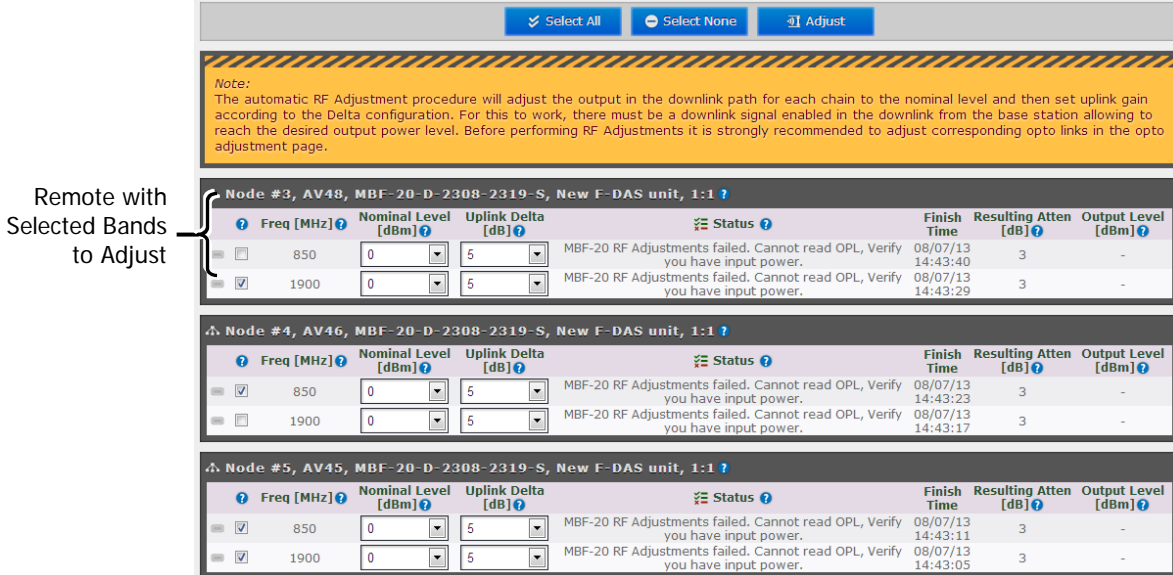 Select All Select None Adjust
Note:
The automatic RF Adjustment procedure will adjust the output in the downlink path for each chain to the nominal level and then set uplink gain
according to the Delta configuration. For this to work, there must be a downlink signal enabled in the downlink from the base station allowing to
reach the desired output power level. Before performing RF Adjustments it is strongly recommended to adjust corresponding opto links in the opto
adjustment page.
Remote with
Selected Bands
to Adjust
Node #3, AV48, MBF-20-D-2308-2319-S, New F-DAS unit, 1:1 ?
? Freq [MHz] ? Nominal Level [dBm] ? Uplink Delta [dB] ? Status ? Finish Time Resulting Atten [dB] ? Output Level [dBm] ?
850 0 5 MBF-20 RF Adjustments failed. Cannot read OPL, Verify you have input power. 08/07/13 14:43:40 3 -
1900 0 5 MBF-20 RF Adjustments failed. Cannot read OPL, Verify you have input power. 08/07/13 14:43:29 3 -
Node #4, AV46, MBF-20-D-2308-2319-S, New F-DAS unit, 1:1 ?
? Freq [MHz] ? Nominal Level [dBm] ? Uplink Delta [dB] ? Status ? Finish Time Resulting Atten [dB] ? Output Level [dBm] ?
850 0 5 MBF-20 RF Adjustments failed. Cannot read OPL, Verify you have input power. 08/07/13 14:43:23 3 -
1900 0 5 MBF-20 RF Adjustments failed. Cannot read OPL, Verify you have input power. 08/07/13 14:43:17 3 -
Node #5, AV45, MBF-20-D-2308-2319-S, New F-DAS unit, 1:1 ?
? Freq [MHz] ? Nominal Level [dBm] ? Uplink Delta [dB] ? Status ? Finish Time Resulting Atten [dB] ? Output Level [dBm] ?
850 0 5 MBF-20 RF Adjustments failed. Cannot read OPL, Verify you have input power. 08/07/13 14:43:11 3 -
1900 0 5 MBF-20 RF Adjustments failed. Cannot read OPL, Verify you have input power. 08/07/13 14:43:05 3 -